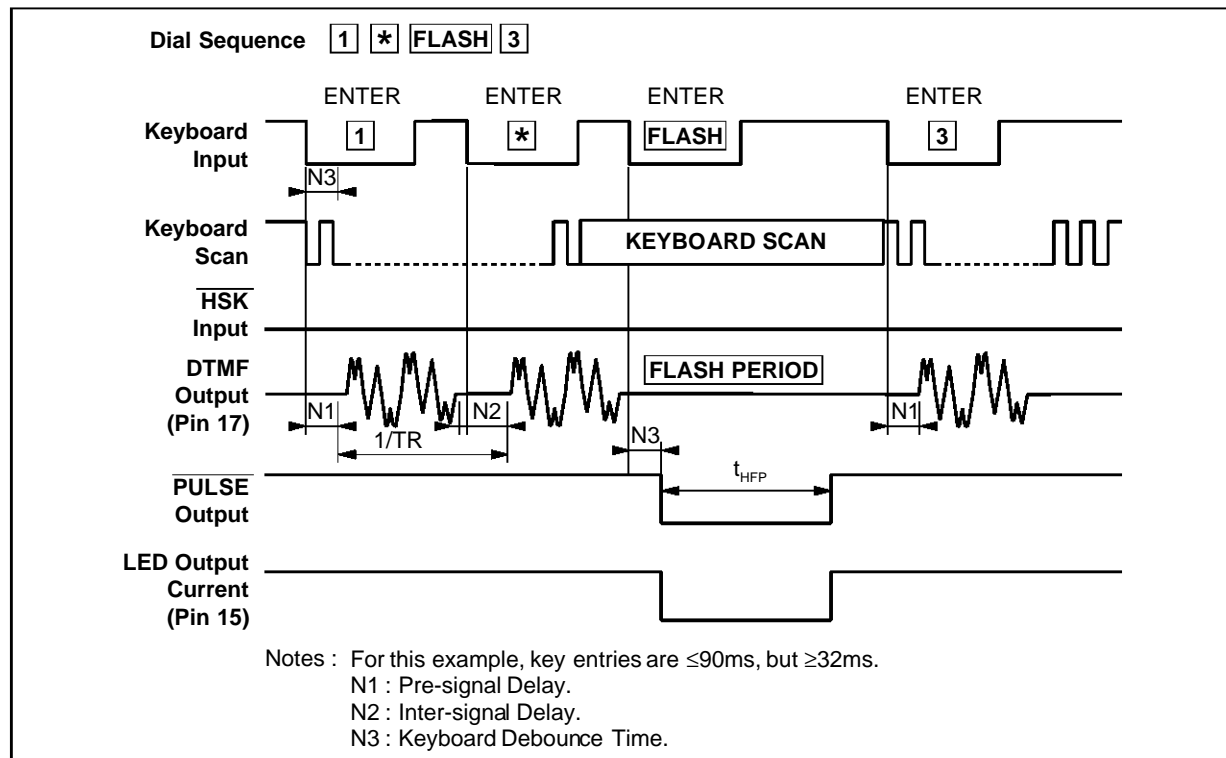 Dial Sequence 1 * FLASH 3
ENTER ENTER ENTER ENTER
Keyboard Input 1 * FLASH 3
N3
Keyboard Scan KEYBOARD SCAN
HSK Input
DTMF Output (Pin 17) FLASH PERIOD
N1 N2 N3 N1
1/TR
PULSE Output tHFP
LED Output Current (Pin 15)
Notes : For this example, key entries are ≤90ms, but ≥32ms.
N1 : Pre-signal Delay.
N2 : Inter-signal Delay.
N3 : Keyboard Debounce Time.